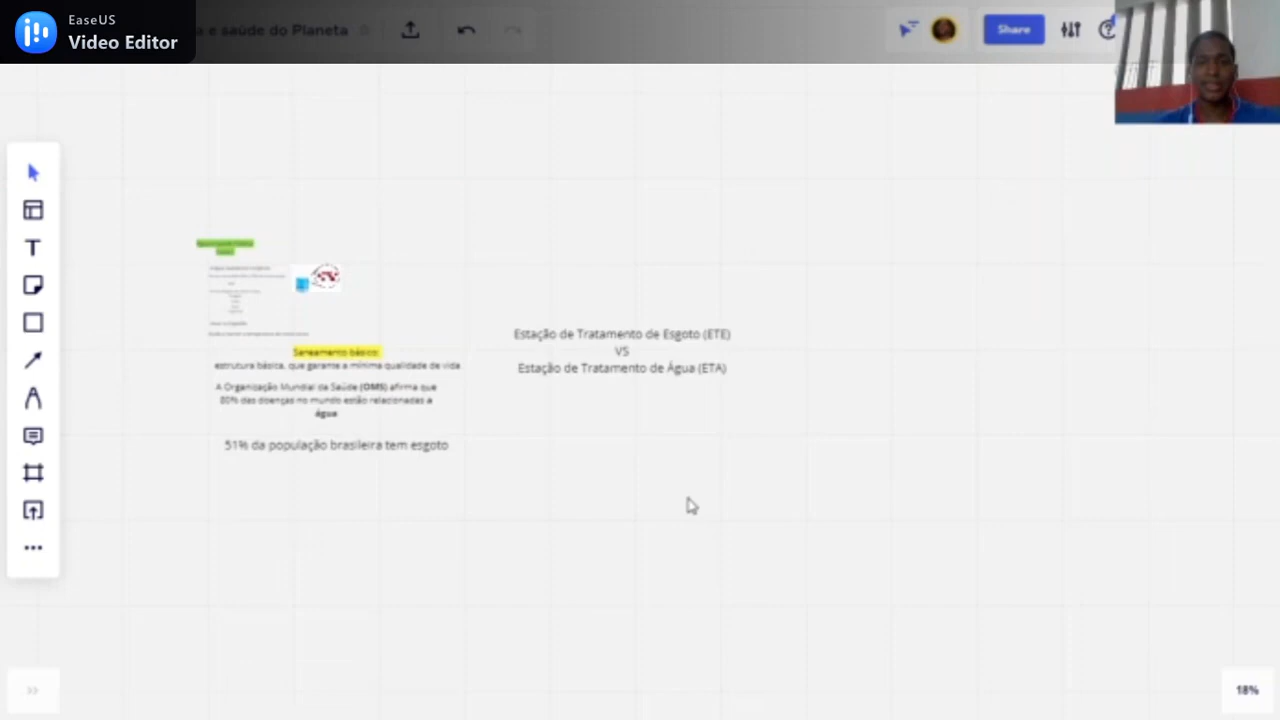 EaseUS
Video Editor
a e saúde do Planeta
Share
Saneamento básico:
estrutura básica, que garante a mínima qualidade de vida
A Organização Mundial da Saúde (OMS) afirma que
80% das doenças no mundo estão relacionadas a
água
51% da população brasileira tem esgoto
Estação de Tratamento de Esgoto (ETE)
VS
Estação de Tratamento de Água (ETA)
18%